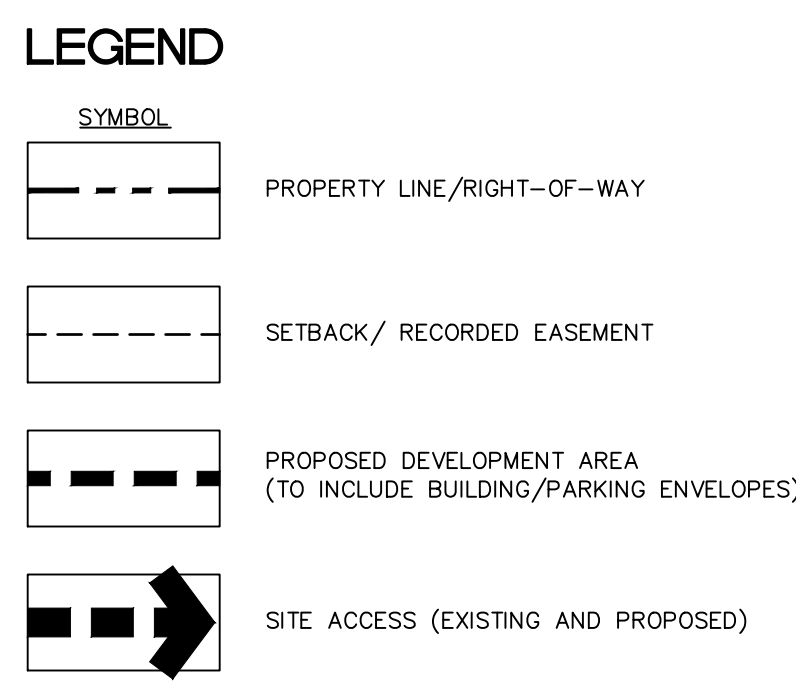 LEGEND
SYMBOL
PROPERTY LINE/RIGHT-OF-WAY
SETBACK/ RECORDED EASEMENT
PROPOSED DEVELOPMENT AREA
(TO INCLUDE BUILDING/PARKING ENVELOPES)
SITE ACCESS (EXISTING AND PROPOSED)